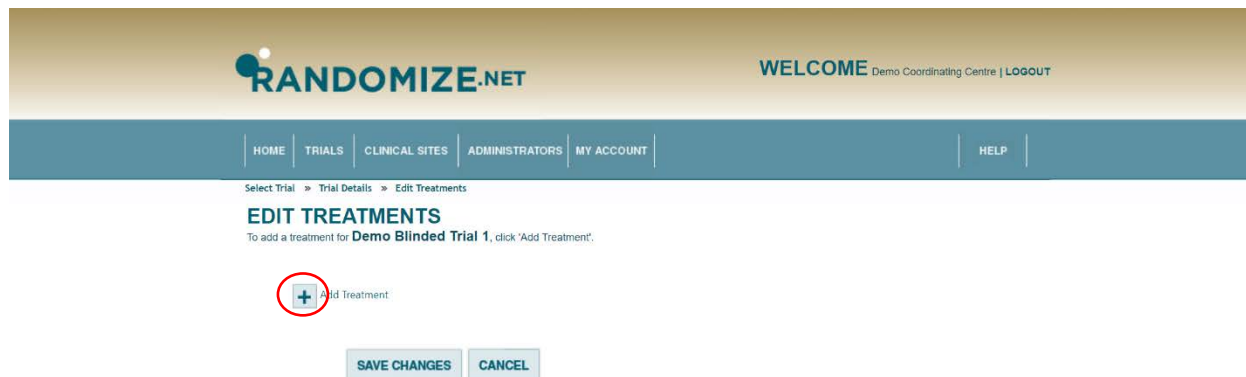 RANDOMIZE.NET
WELCOME Demo Coordinating Centre | LOGOUT
HOME TRIALS CLINICAL SITES ADMINISTRATORS MY ACCOUNT HELP
Select Trial » Trial Details » Edit Treatments
EDIT TREATMENTS
To add a treatment for Demo Blinded Trial 1, click 'Add Treatment'.
+ Add Treatment
SAVE CHANGES CANCEL